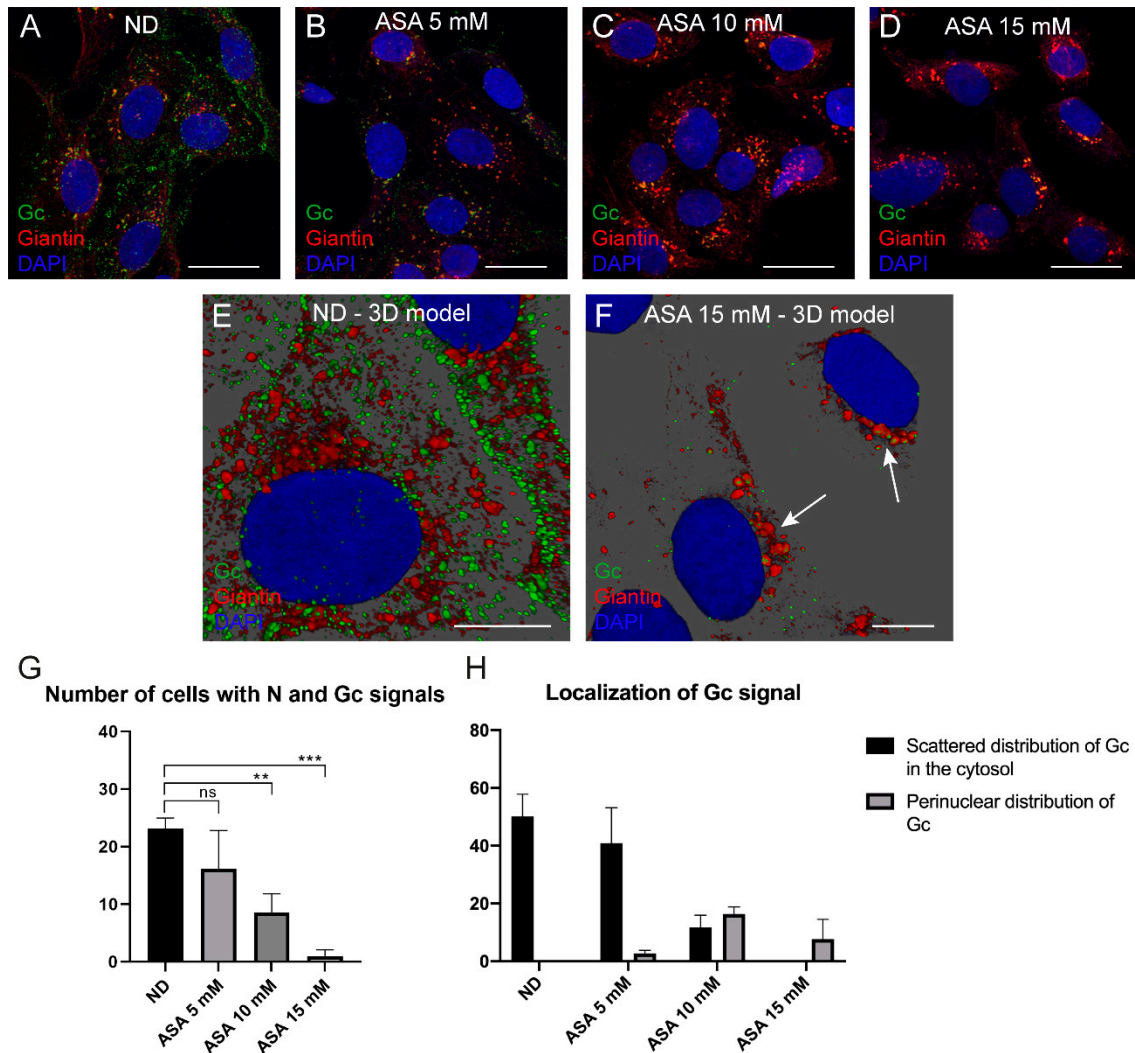 A
ND
Gc
Giantin
DAPI
B
ASA 5 mM
Gc
Giantin
DAPI
C
ASA 10 mM
Gc
Giantin
DAPI
D
ASA 15 mM
Gc
Giantin
DAPI
E
ND - 3D model
Gc
Giantin
DAPI
F
ASA 15 mM - 3D model
Gc
Giantin
DAPI
G
Number of cells with N and Gc signals
40
30
20
10
0
ns
**
***
ND
ASA 5 mM
ASA 10 mM
ASA 15 mM
H
Localization of Gc signal
80
60
40
20
0
ND
ASA 5 mM
ASA 10 mM
ASA 15 mM
Scattered distribution of Gc
in the cytosol
Perinuclear distribution of
Gc